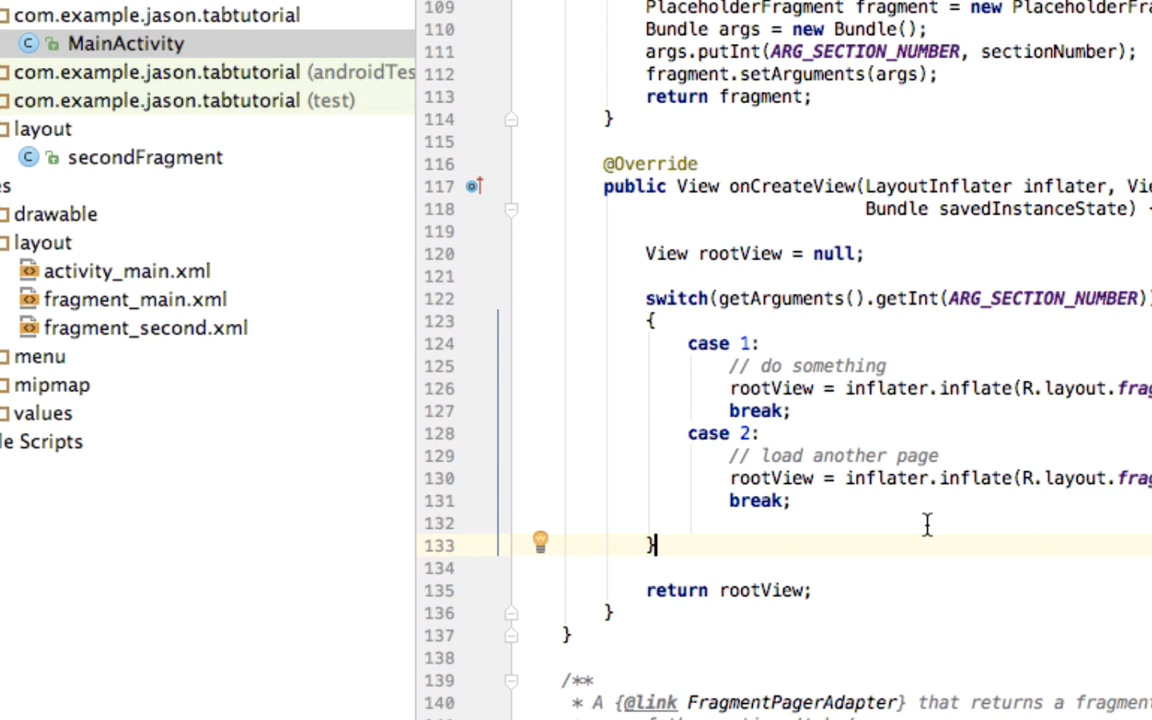 com.example.jason.tabtutorial
MainActivity
com.example.jason.tabtutorial (androidTes
com.example.jason.tabtutorial (test)
layout
secondFragment
es
drawable
layout
activity_main.xml
fragment_main.xml
fragment_second.xml
menu
mipmap
values
le Scripts
109 PlaceholderFragment fragment = new PlaceholderFra
110 Bundle args = new Bundle();
111 args.putInt(ARG_SECTION_NUMBER, sectionNumber);
112 fragment.setArguments(args);
113 return fragment;
114 }
115
116 @Override
117 public View onCreateView(LayoutInflater inflater, Vie
118 Bundle savedInstanceState) {
119
120 View rootView = null;
121
122 switch(getArguments().getInt(ARG_SECTION_NUMBER))
123 {
124 case 1:
125 // do something
126 rootView = inflater.inflate(R.layout.frag
127 break;
128 case 2:
129 // load another page
130 rootView = inflater.inflate(R.layout.frag
131 break;
132
133 }
134
135 return rootView;
136 }
137 }
138
139 /**
140 * A {@link FragmentPagerAdapter} that returns a fragment